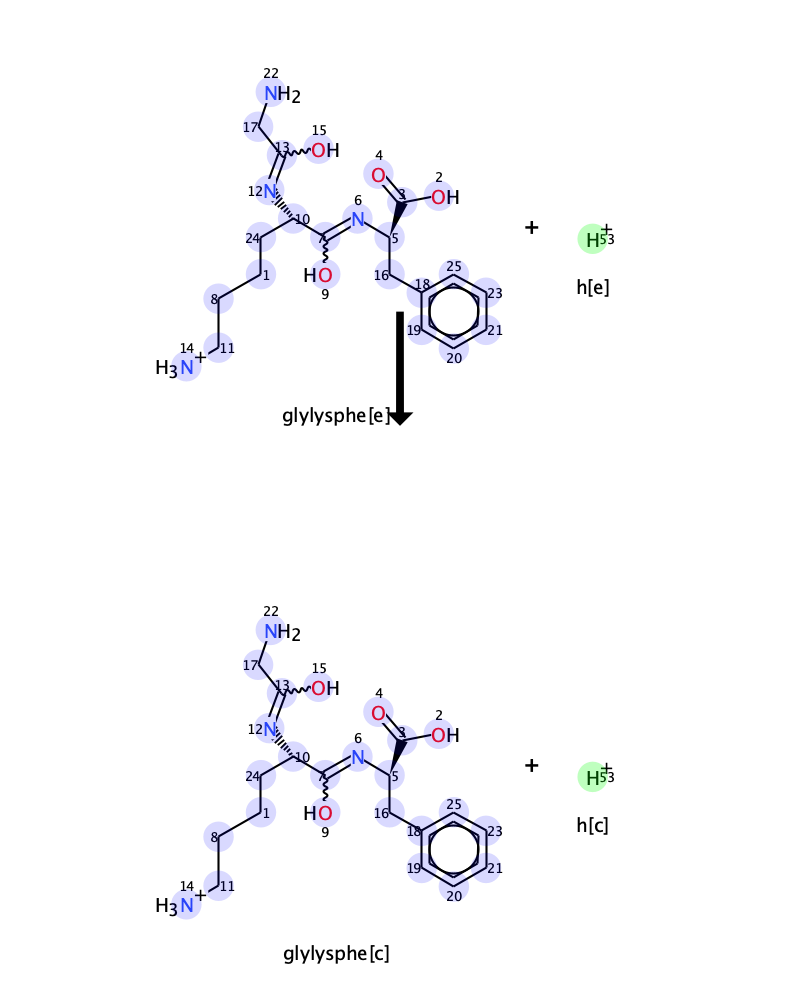 22
NH2
17
15
13
OH
4
O
2
3
OH
12
N
6
N
10
24
7
5
+
H+
53
HO
9
1
16
18
25
h[e]
8
23
19
21
14
11
20
H3N+
glylysphe[e]
22
NH2
17
15
13
OH
4
O
2
3
OH
12
N
6
N
10
24
7
5
+
H+
53
HO
9
1
16
18
25
h[c]
8
23
19
21
14
11
20
H3N+
glylysphe[c]